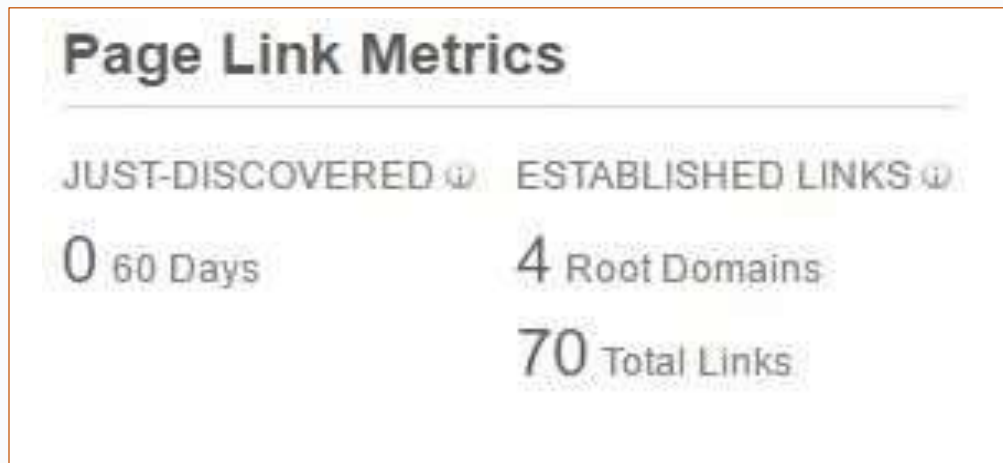 Page Link Metrics
JUST-DISCOVERED
ESTABLISHED LINKS
0 60 Days
4 Root Domains
70 Total Links